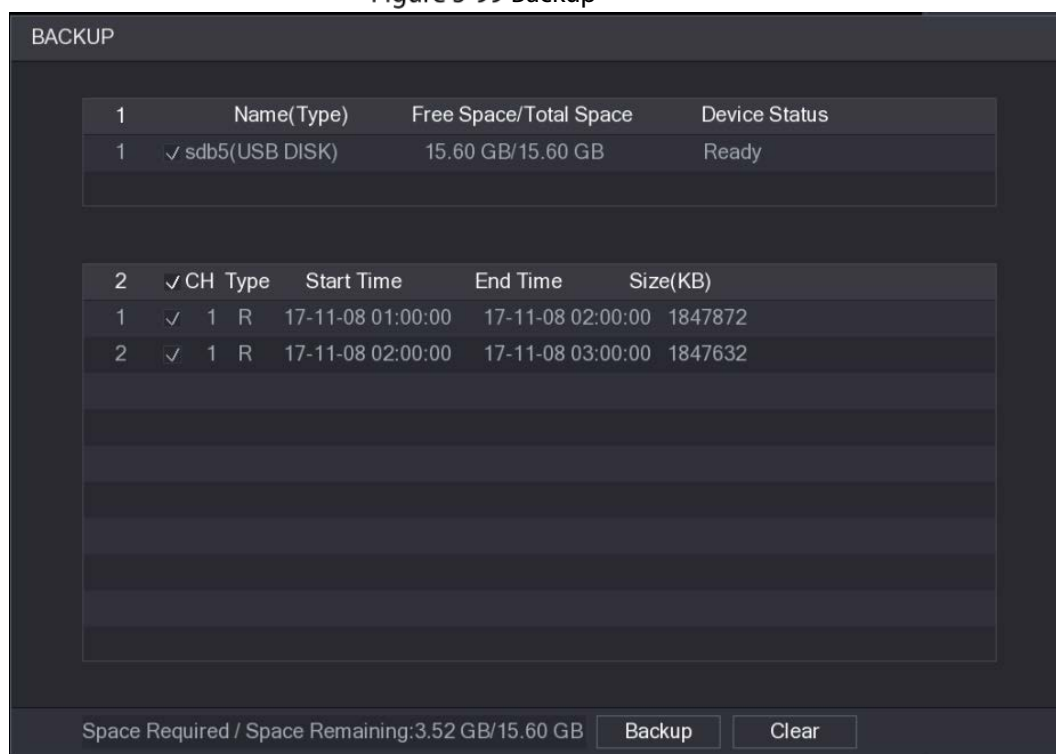 Backup
BACKUP
1 Name(Type) Free Space/Total Space Device Status
1 sdb5(USB DISK) 15.60 GB/15.60 GB Ready
2 CH Type Start Time End Time Size(KB)
1 1 R 17-11-08 01:00:00 17-11-08 02:00:00 1847872
2 1 R 17-11-08 02:00:00 17-11-08 03:00:00 1847632
Space Required / Space Remaining:3.52 GB/15.60 GB Backup Clear